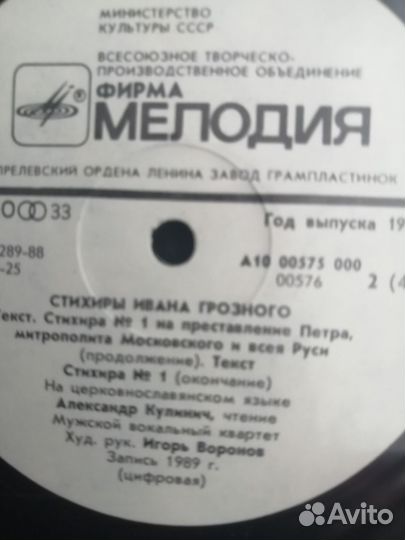 МИНИСТЕРСТВО
КУЛЬТУРЫ СССР
ВСЕСОЮЗНОЕ ТВОРЧЕСКО-
ПРОИЗВОДСТВЕННОЕ ОБЪЕДИНЕНИЕ
ФИРМА
®
МЕЛОДИЯ
ПРЕЛЕВСКИЙ ОРДЕНА ЛЕНИНА ЗАВОД ГРАМПЛАСТИНОК
33
Год выпуска 19
289-88
-25
А10 00575 000
00576
2 (4
СТИХИРЫ ИВАНА ГРОЗНОГО
Текст. Стихира № 1 на преставление Петра,
митрополита Московского и всея Руси
(продолжение). Текст
Стихира № 1 (окончание)
На церковнославянском языке
Александр Кулинич, чтение
Мужской вокальный квартет
Худ. рук. Игорь Воронов
Запись 1989 г.
(цифровая)
Avito